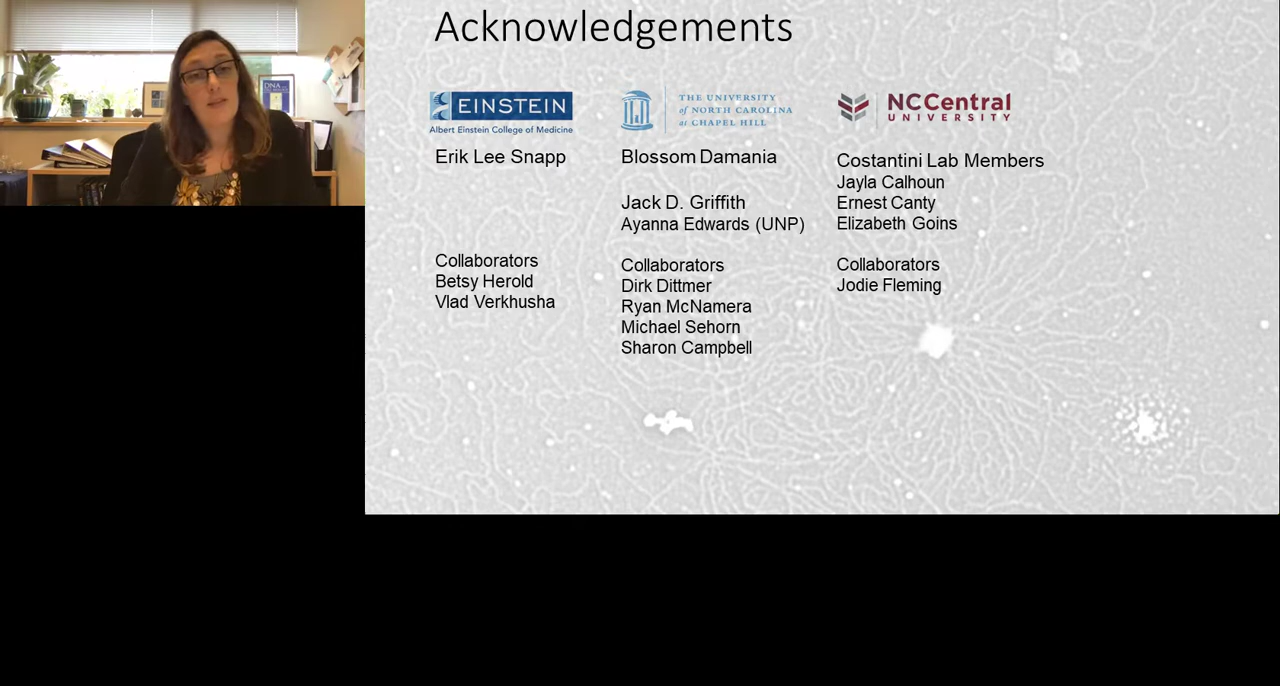 Acknowledgements
EINSTEIN
Albert Einstein College of Medicine
Erik Lee Snapp
Collaborators
Betsy Herold
Vlad Verkhusha
THE UNIVERSITY
of NORTH CAROLINA
at CHAPEL HILL
Blossom Damania
Jack D. Griffith
Ayanna Edwards (UNP)
Collaborators
Dirk Dittmer
Ryan McNamera
Michael Sehorn
Sharon Campbell
NCCentral
UNIVERSITY
Costantini Lab Members
Jayla Calhoun
Ernest Canty
Elizabeth Goins
Collaborators
Jodie Fleming
DNA